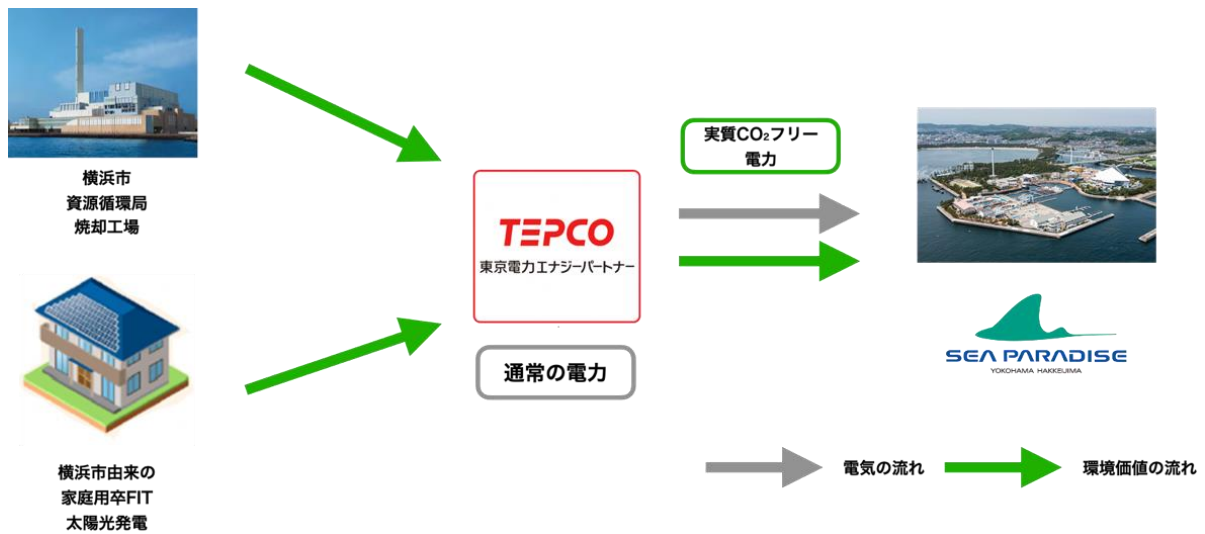 横浜市
資源循環局
焼却工場
横浜市由来の
家庭用卒FIT
太陽光発電
TEPCO
東京電力エナジーパートナー
通常の電力
実質CO₂フリー
電力
SEA PARADISE
YOKOHAMA HAKKEIJIMA
電気の流れ
環境価値の流れ